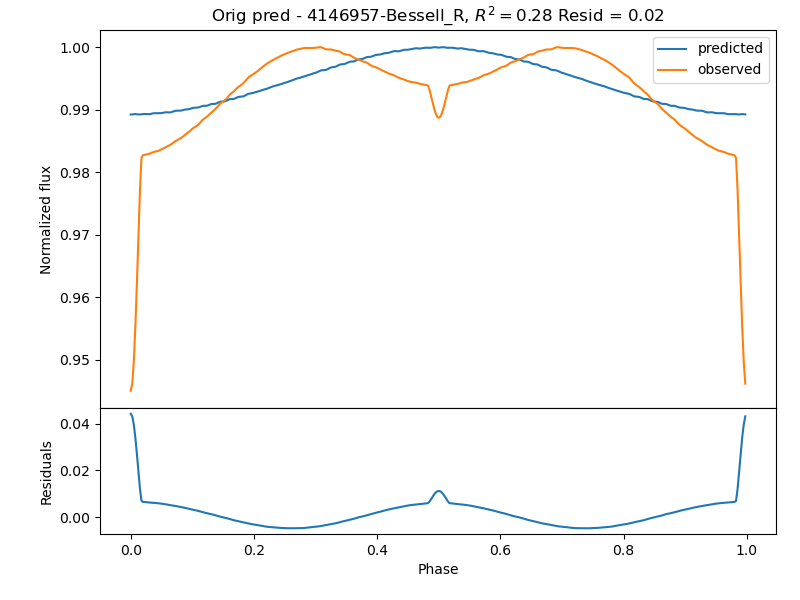 Orig pred - 4146957-Bessell_R, R² = 0.28 Resid = 0.02
predicted
observed
Normalized flux
1.00
0.99
0.98
0.97
0.96
0.95
Residuals
0.04
0.02
0.00
0.0
0.2
0.4
0.6
0.8
1.0
Phase